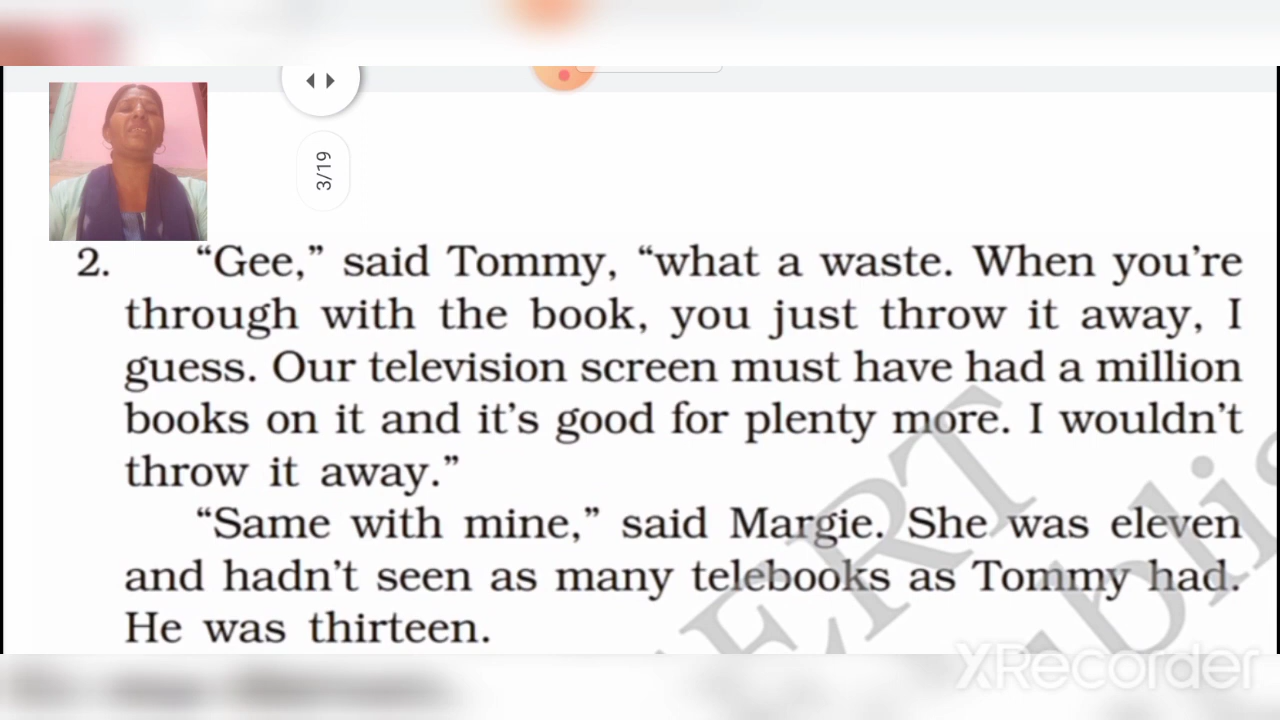 3/19
2. “Gee,” said Tommy, “what a waste. When you’re
through with the book, you just throw it away, I
guess. Our television screen must have had a million
books on it and it’s good for plenty more. I wouldn’t
throw it away.”
“Same with mine,” said Margie. She was eleven
and hadn’t seen as many telebooks as Tommy had.
He was thirteen.
XRecorder